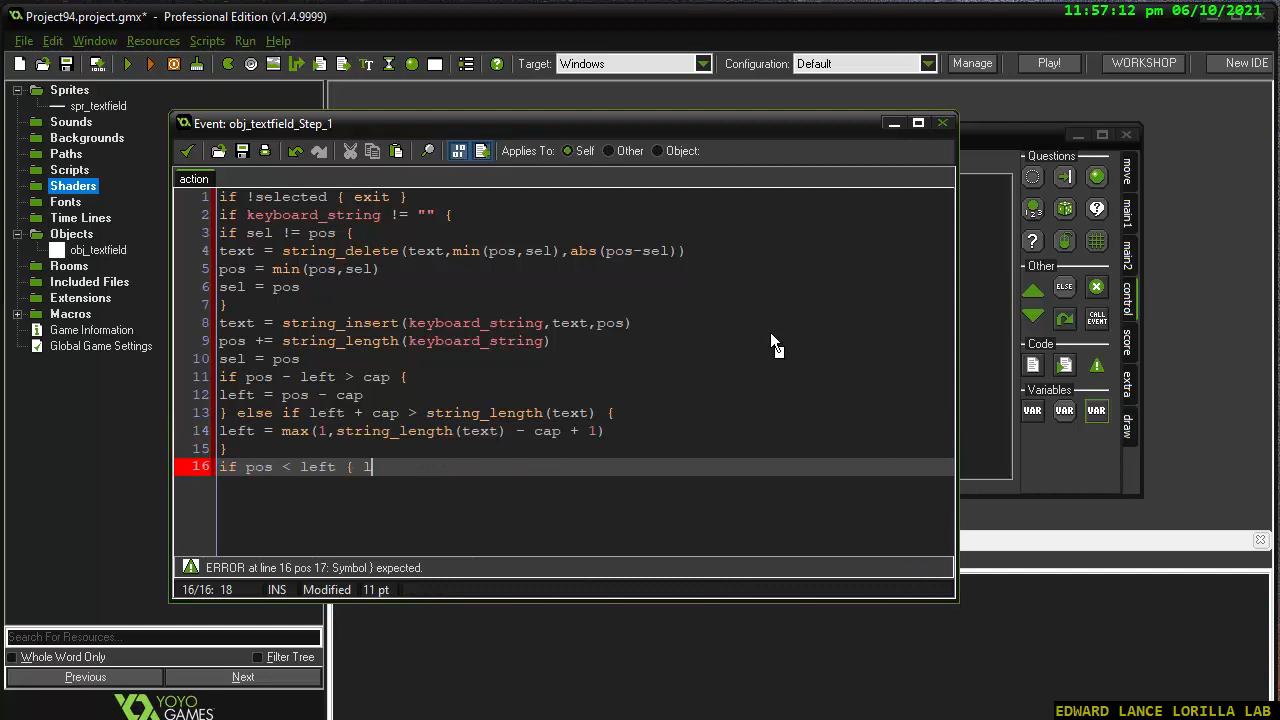 Project94.project.gmx* - Professional Edition (v1.4.9999)
11:57:12 pm 06/10/2021
File Edit Window Resources Scripts Run Help
Target: Windows Configuration: Default Manage Play! WORKSHOP New IDE
Sprites
spr_textfield
Sounds
Backgrounds
Paths
Scripts
Shaders
Fonts
Time Lines
Objects
obj_textfield
Rooms
Included Files
Extensions
Macros
Game Information
Global Game Settings
Search For Resources...
Whole Word Only Filter Tree
Previous Next
YOYO
GAMES
Event: obj_textfield_Step_1
Applies To: Self Other Object:
action
1 if !selected { exit }
2 if keyboard_string != "" {
3 if sel != pos {
4 text = string_delete(text,min(pos,sel),abs(pos-sel))
5 pos = min(pos,sel)
6 sel = pos
7 }
8 text = string_insert(keyboard_string,text,pos)
9 pos += string_length(keyboard_string)
10 sel = pos
11 if pos - left > cap {
12 left = pos - cap
13 } else if left + cap > string_length(text) {
14 left = max(1,string_length(text) - cap + 1)
15 }
16 if pos < left { l
ERROR at line 16 pos 17: Symbol } expected.
16/16: 18 INS Modified 11 pt
Questions
1 2 3
?
?
Other
ELSE
CALL
EVENT
Code
Variables
VAR VAR VAR
move
main1
main2
control
score
extra
draw
EDWARD LANCE LORILLA LAB